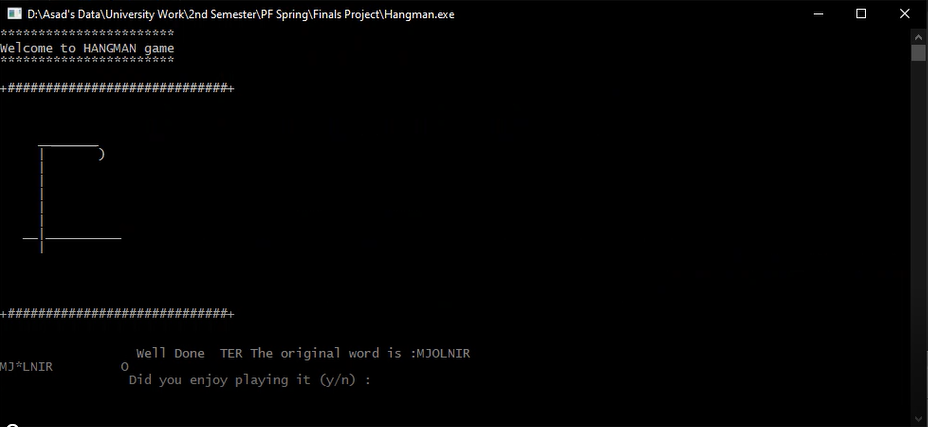 D:\Asad's Data\University Work\2nd Semester\PF Spring\Finals Project\Hangman.exe
***********************
Welcome to HANGMAN game
***********************
+#############################+
+#############################+
Well Done  TER The original word is :MJOLNIR
MJ*LNIR         O
Did you enjoy playing it (y/n) :